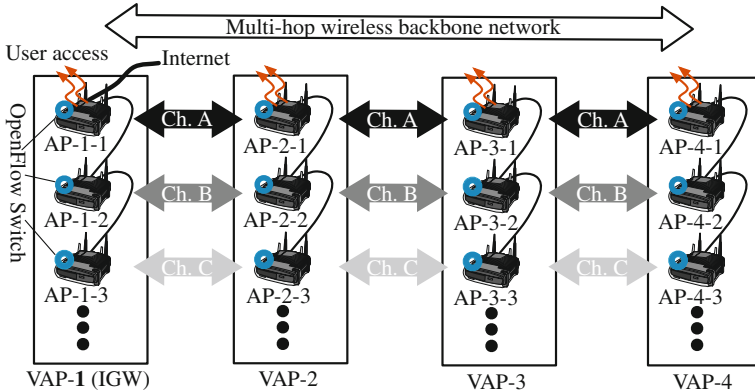 Multi-hop wireless backbone network
User access
Internet
OpenFlow Switch
Ch. A
Ch. A
Ch. A
AP-1-1
AP-2-1
AP-3-1
AP-4-1
Ch. B
Ch. B
Ch. B
AP-1-2
AP-2-2
AP-3-2
AP-4-2
Ch. C
Ch. C
Ch. C
AP-1-3
AP-2-3
AP-3-3
AP-4-3
VAP-1 (IGW)
VAP-2
VAP-3
VAP-4